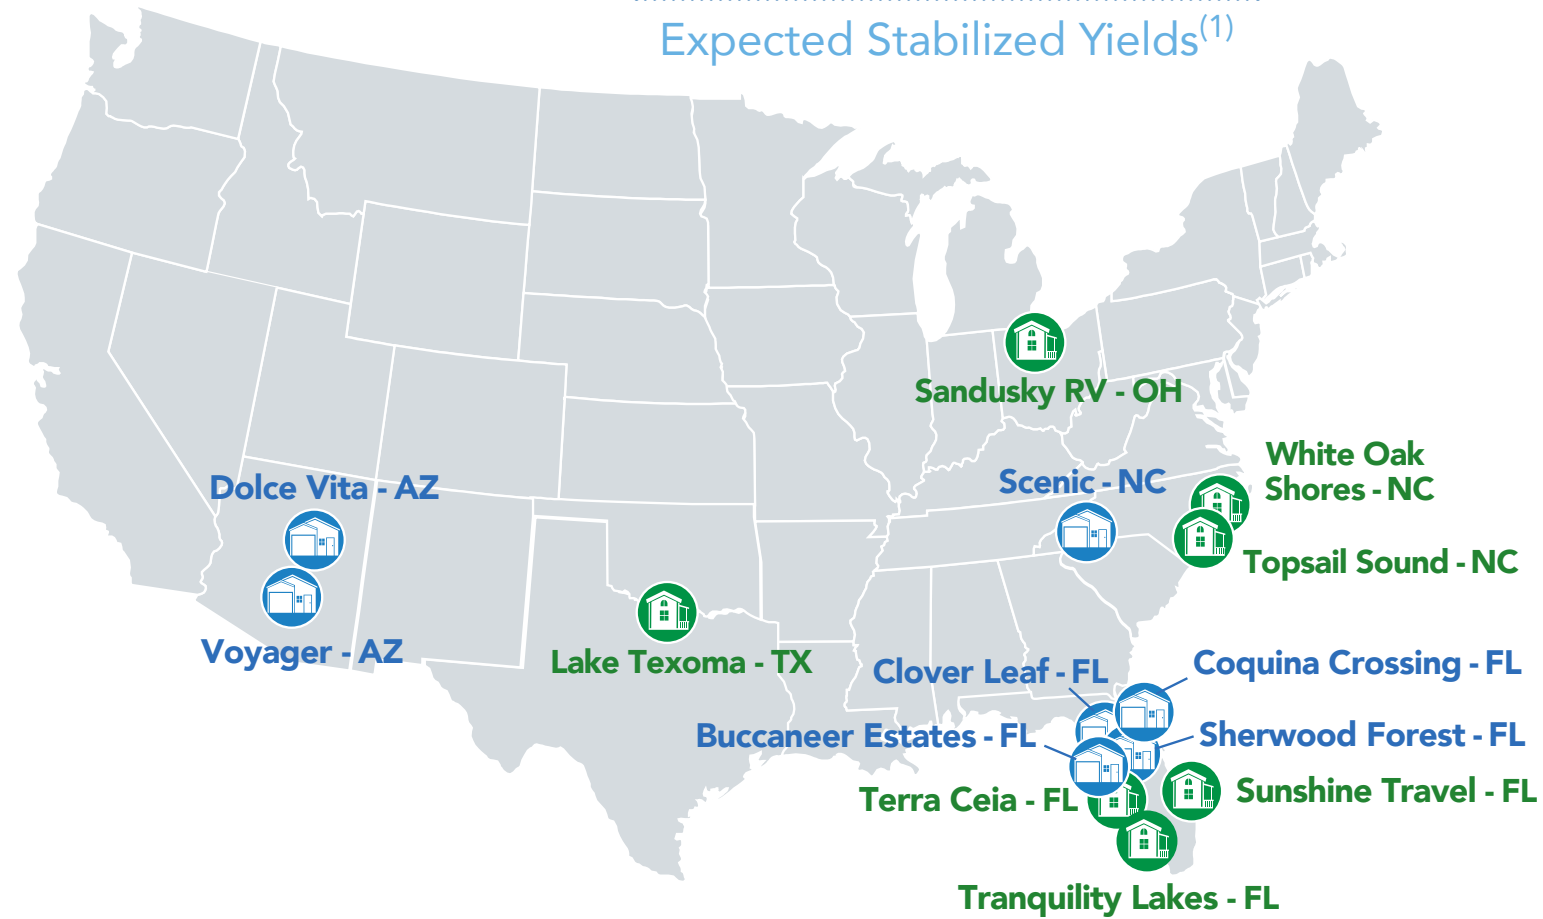 Expected Stabilized Yields(1)
Sandusky RV - OH
White Oak
Shores - NC
Scenic - NC
Dolce Vita - AZ
Topsail Sound - NC
Voyager - AZ
Lake Texoma - TX
Clover Leaf - FL
Coquina Crossing - FL
Buccaneer Estates - FL
Sherwood Forest - FL
Terra Ceia - FL
Sunshine Travel - FL
Tranquility Lakes - FL